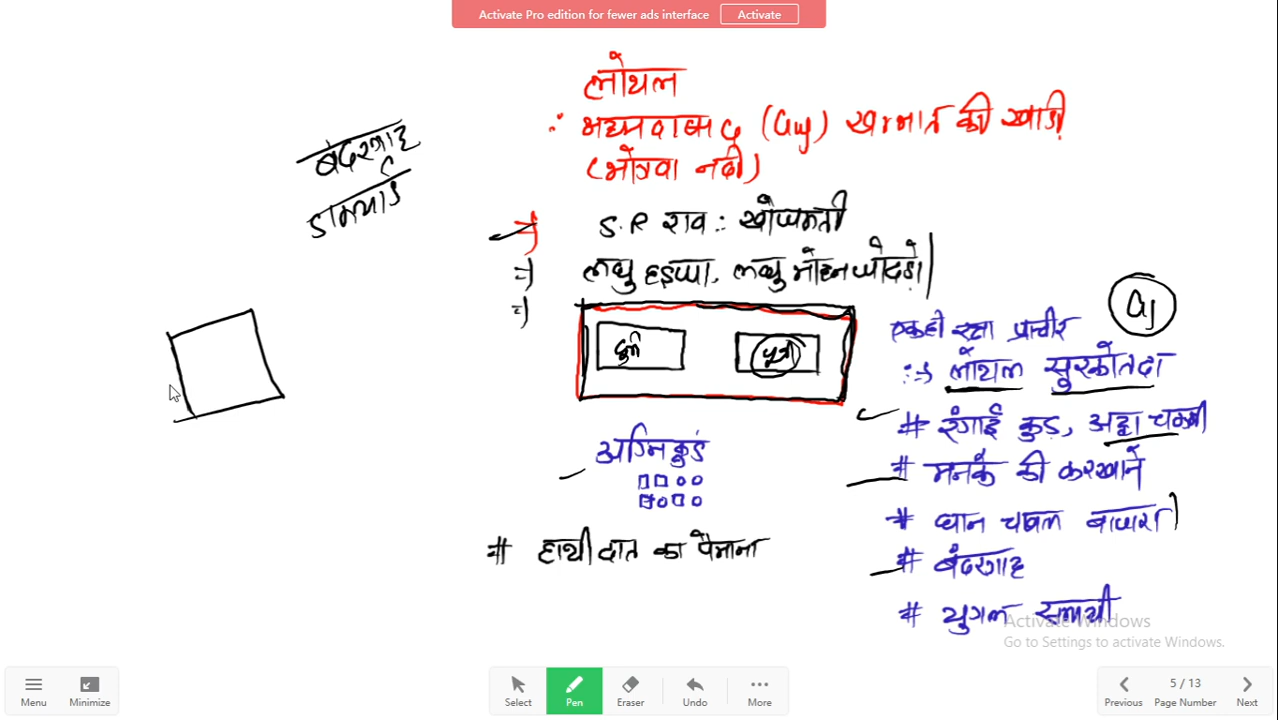 Activate Pro edition for fewer ads interface Activate
लोथल
अहमदाबाद (Guj) खम्भात की खाड़ी
(भोगवा नदी)
बंदरगाह
डाकयार्ड
=) S.R राव :: खोजकर्ता
=) लघु हड़प्पा, लघु मोहनजोदड़ो
=)
दुर्ग
पूर्वी
Guj
एकही रक्षा प्राचीर
लोथल सुरकोतदा
# रंगाई कुंड, आटा चक्की
# मनके की कारखाने
# धान चावल बाजरा
# बंदरगाह
# युगल समाधी
अग्निकुंड
# हाथी दात का पैमाना
Activate Windows
Go to Settings to activate Windows.
Menu Minimize Select Pen Eraser Undo More Previous 5 / 13 Page Number Next